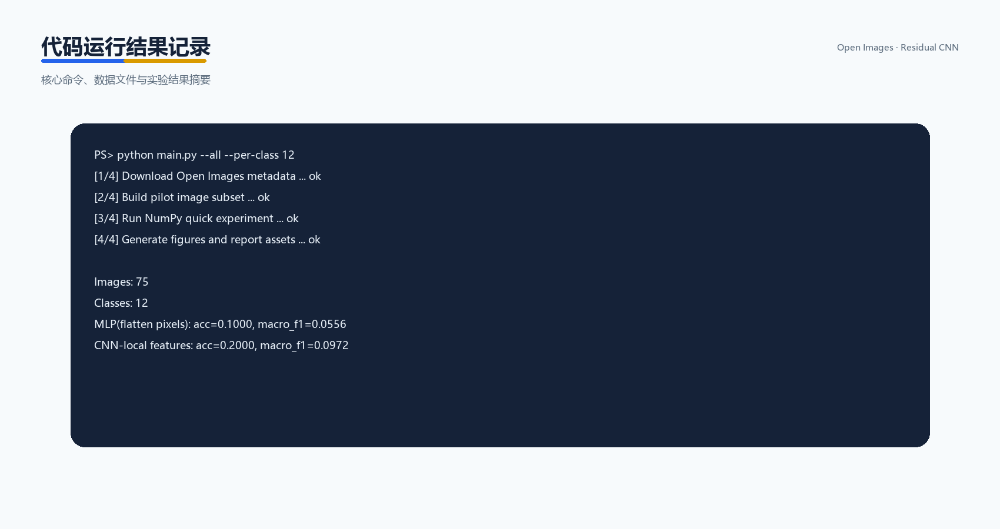 代码运行结果记录
Open Images · Residual CNN
核心命令、数据文件与实验结果摘要
PS> python main.py --all --per-class 12
[1/4] Download Open Images metadata ... ok
[2/4] Build pilot image subset ... ok
[3/4] Run NumPy quick experiment ... ok
[4/4] Generate figures and report assets ... ok
Images: 75
Classes: 12
MLP(flatten pixels): acc=0.1000, macro_f1=0.0556
CNN-local features: acc=0.2000, macro_f1=0.0972